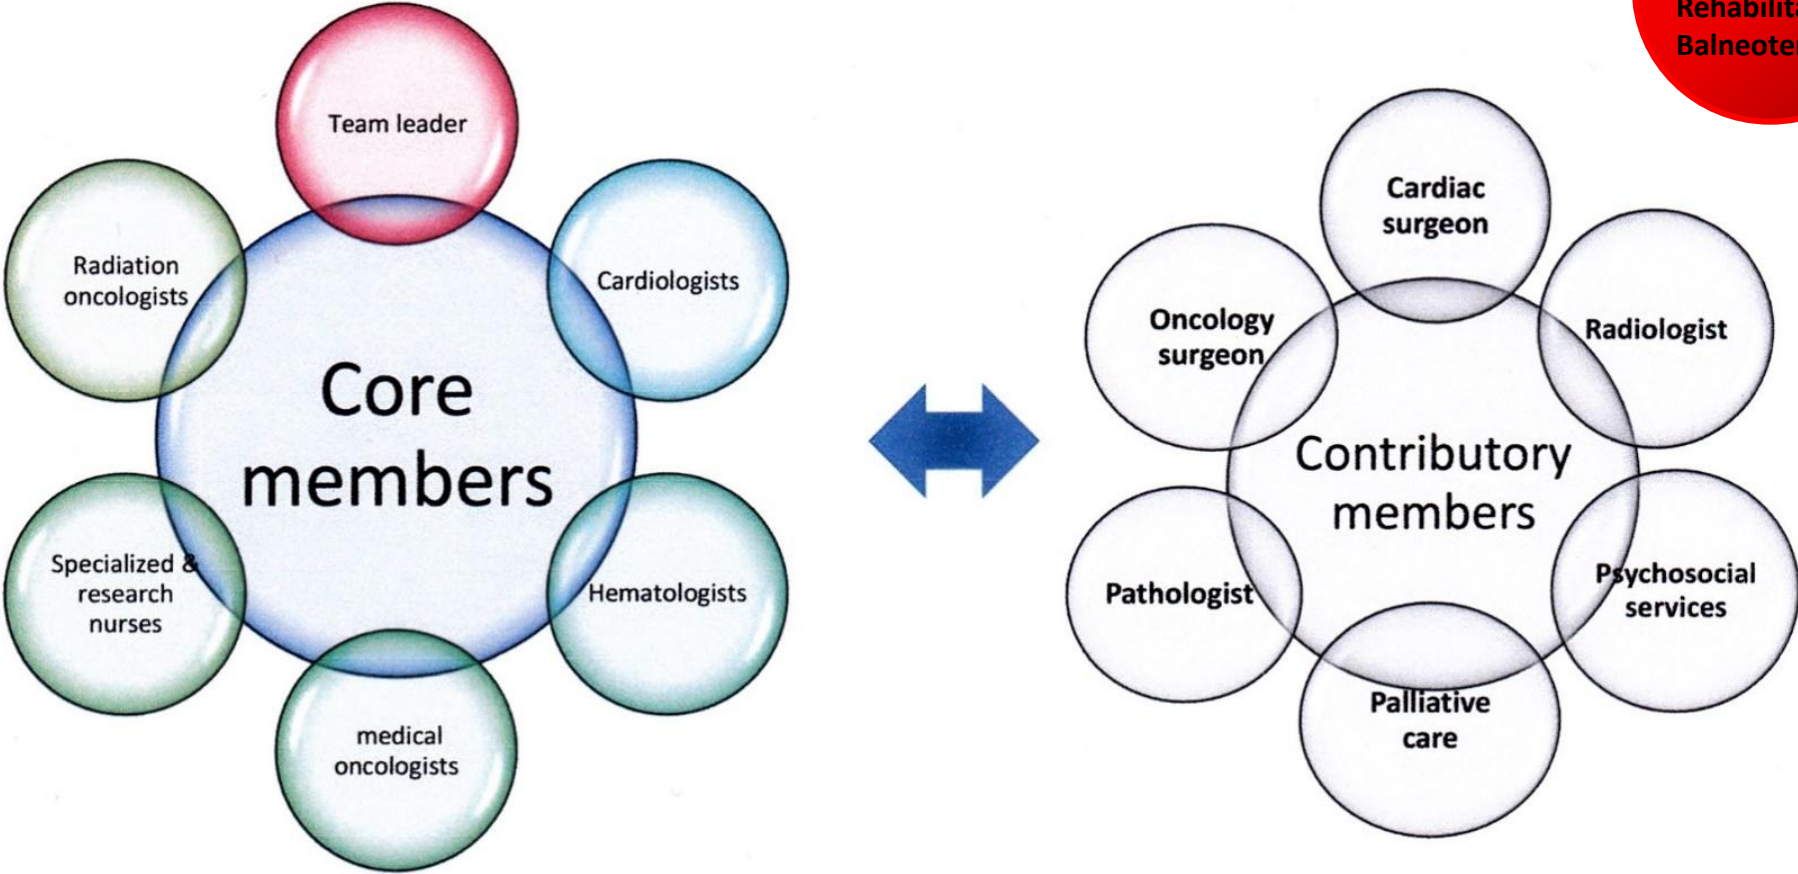 Team leader
Radiation
oncologists
Cardiologists
Core
members
Specialized &
research
nurses
Hematologists
medical
oncologists
Cardiac
surgeon
Oncology
surgeon
Radiologist
Contributory
members
Pathologist
Psychosocial
services
Palliative
care